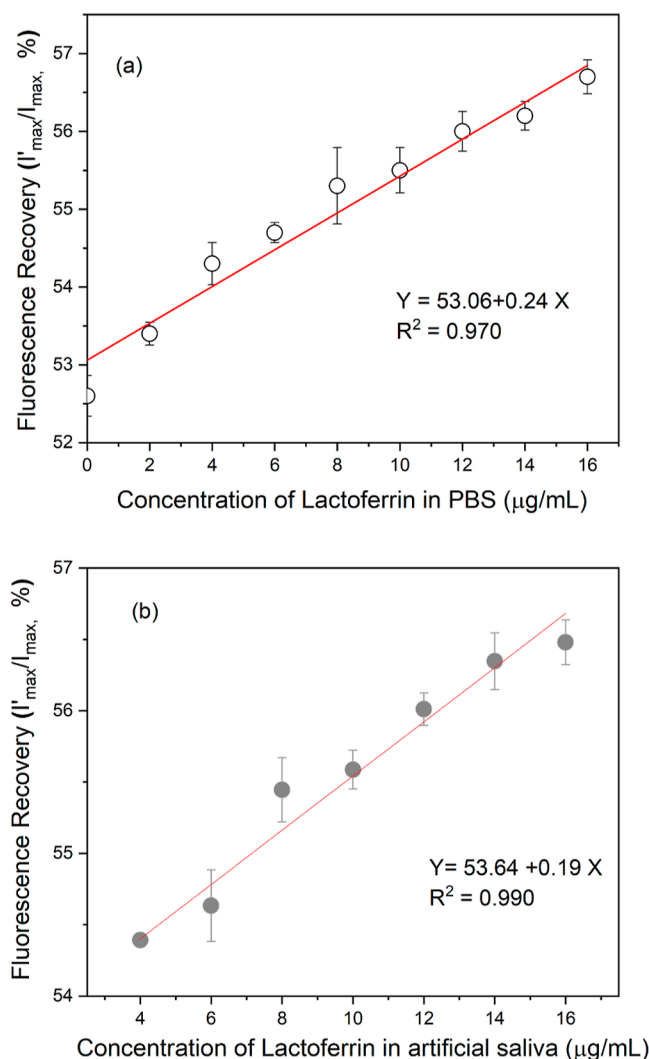 (a)
Fluorescence Recovery (I'max/Imax, %)
57
56
55
54
53
52
Y = 53.06+0.24 X
R² = 0.970
0 2 4 6 8 10 12 14 16
Concentration of Lactoferrin in PBS (μg/mL)
(b)
Fluorescence Recovery (I'max/Imax, %)
57
56
55
54
Y= 53.64 +0.19 X
R² = 0.990
4 6 8 10 12 14 16
Concentration of Lactoferrin in artificial saliva (μg/mL)